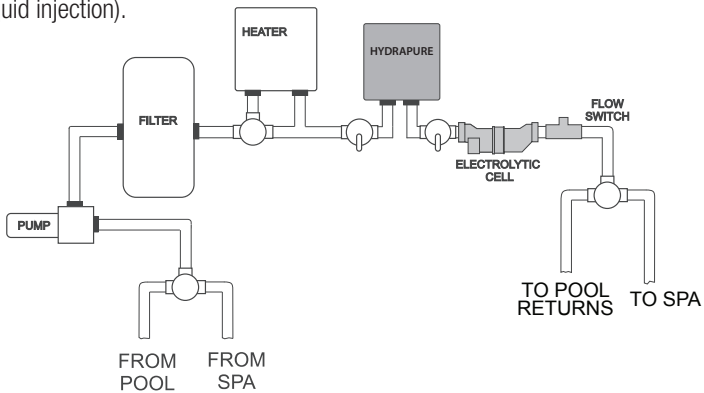 uid injection).
HEATER
HYDRAPURE
FILTER
FLOW
SWITCH
ELECTROLYTIC
CELL
PUMP
TO POOL
RETURNS
TO SPA
FROM
POOL
FROM
SPA